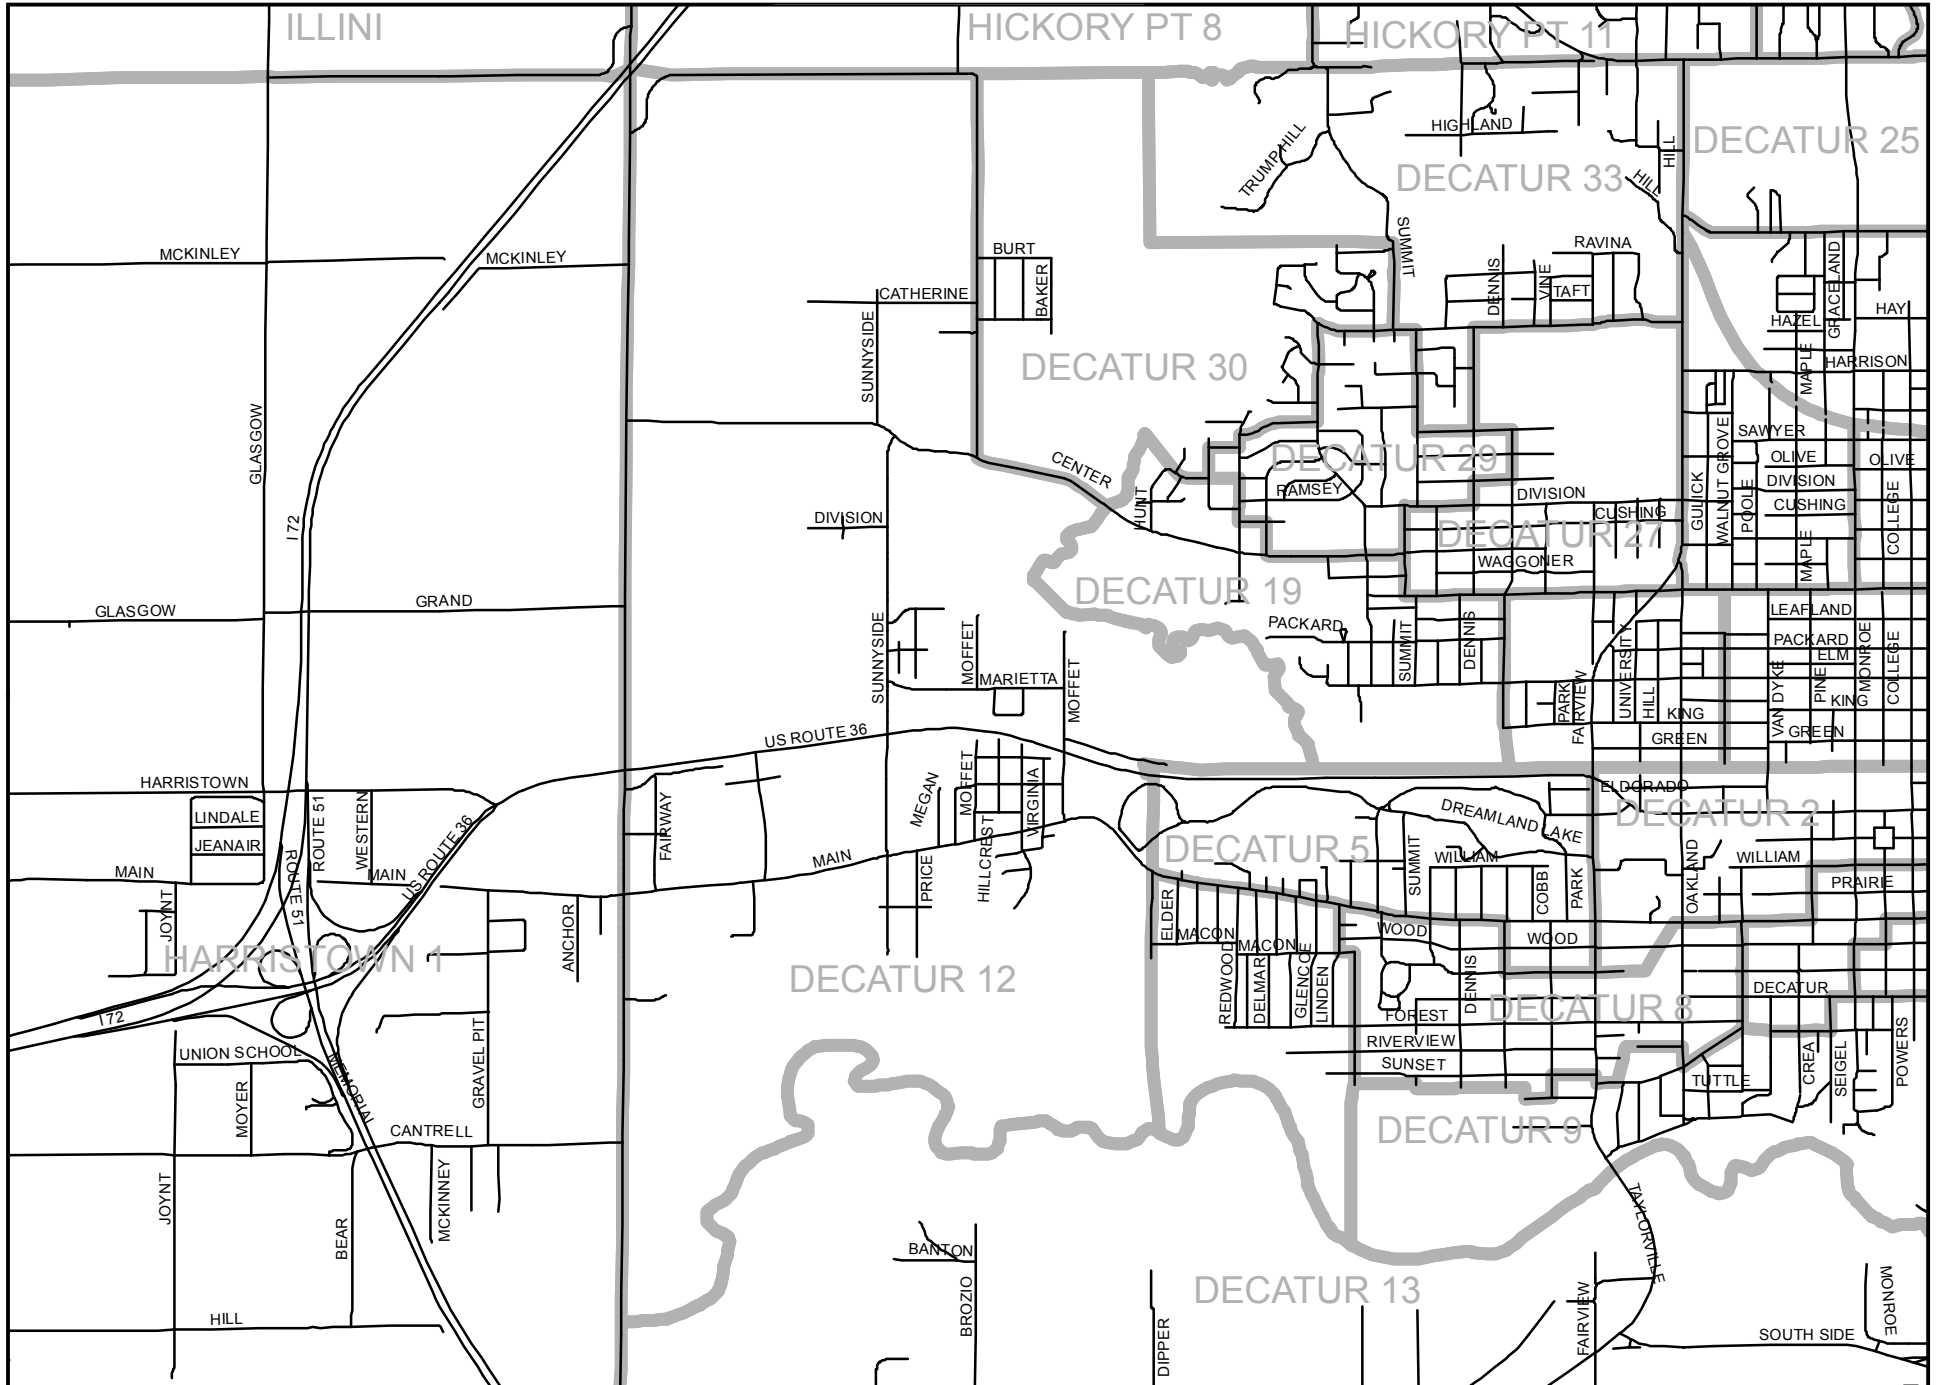 ILLINI
HICKORY PT 8
HICKORY PT 11
HIGHLAND
DECATUR 25
TRUMP HILL
HILL
DECATUR 33
HILL
SUMMIT
MCKINLEY
MCKINLEY
BURT
RAVINA
GRACELAND
CATHERINE
BAKER
DENNIS
VINE
TAFT
HAY
HAZEL
SUNNYSIDE
DECATUR 30
MAPLE
HARRISON
GLASGOW
SAWYER
CENTER
DECATUR 29
WALNUT GROVE
OLIVE
OLIVE
RAMSEY
DIVISION
DIVISION
HUNT
GULICK
POOLE
CUSHING
CUSHING
COLLEGE
I 72
DIVISION
DECATUR 27
WAGGONER
MAPLE
DECATUR 19
GLASGOW
GRAND
LEAFLAND
PACKARD
PACKARD
SUNNYSIDE
MOFFET
SUMMIT
DENNIS
UNIVERSITY
ELM
MONROE
COLLEGE
MARIETTA
MOFFET
PARK
FAIRVIEW
HILL
VAN DYKE
PINE
KING
KING
US ROUTE 36
GREEN
GREEN
HARRISTOWN
MOFFET
ELDORADO
LINDALE
ROUTE 51
WESTERN
FAIRWAY
MEGAN
VIRGINIA
DREAMLAND LAKE
DECATUR 2
JEANAIR
US ROUTE 36
HILLCREST
DECATUR 5
WILLIAM
WILLIAM
MAIN
MAIN
MAIN
PRICE
SUMMIT
COBB
PARK
OAKLAND
PRAIRIE
ROUTE 51
JOYNT
ANCHOR
ELDER
MACON
MACON
WOOD
WOOD
HARRISTOWN 1
DECATUR 12
REDWOOD
DELMAR
GLENCOE
LINDEN
DENNIS
DECATUR
I 72
FOREST
DECATUR 8
UNION SCHOOL
RIVERVIEW
SUNSET
MEMORIAL
GRAVEL PIT
MOYER
TUTTLE
CREA
SEIGEL
POWERS
CANTRELL
DECATUR 9
JOYNT
BEAR
MCKINNEY
TAYLORVILLE
BANTON
BROZIO
DECATUR 13
FAIRVIEW
MONROE
HILL
DIPPER
SOUTH SIDE